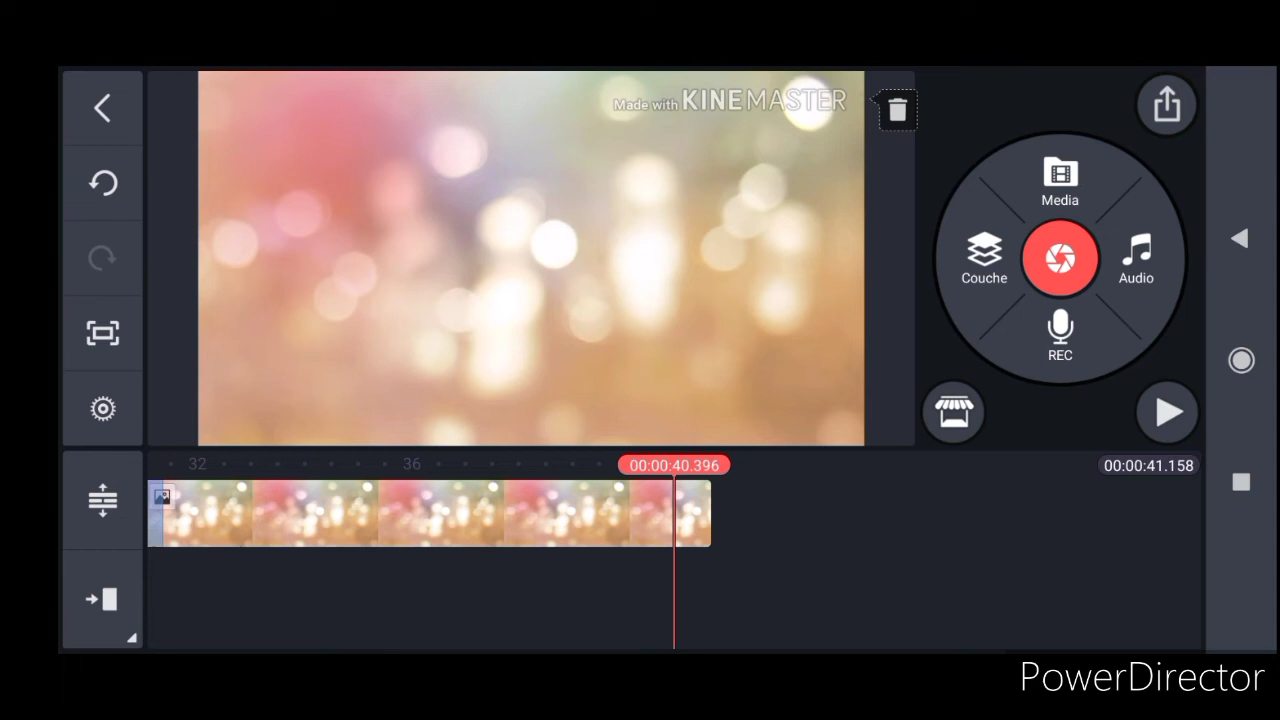 Made with KINEMASTER
Media
Couche
Audio
REC
32
36
00:00:40.396
00:00:41.158
PowerDirector